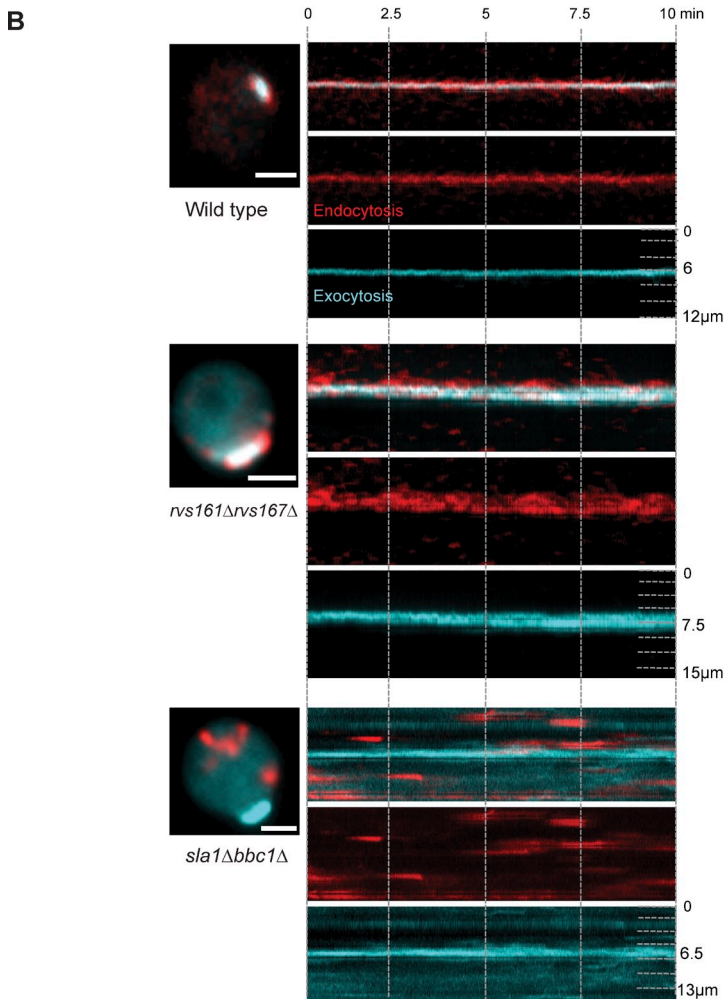 B
0 2.5 5 7.5 10 min
Wild type
Endocytosis
Exocytosis
0
6
12µm
rvs161Δrvs167Δ
0
7.5
15µm
sla1Δbbc1Δ
0
6.5
13µm